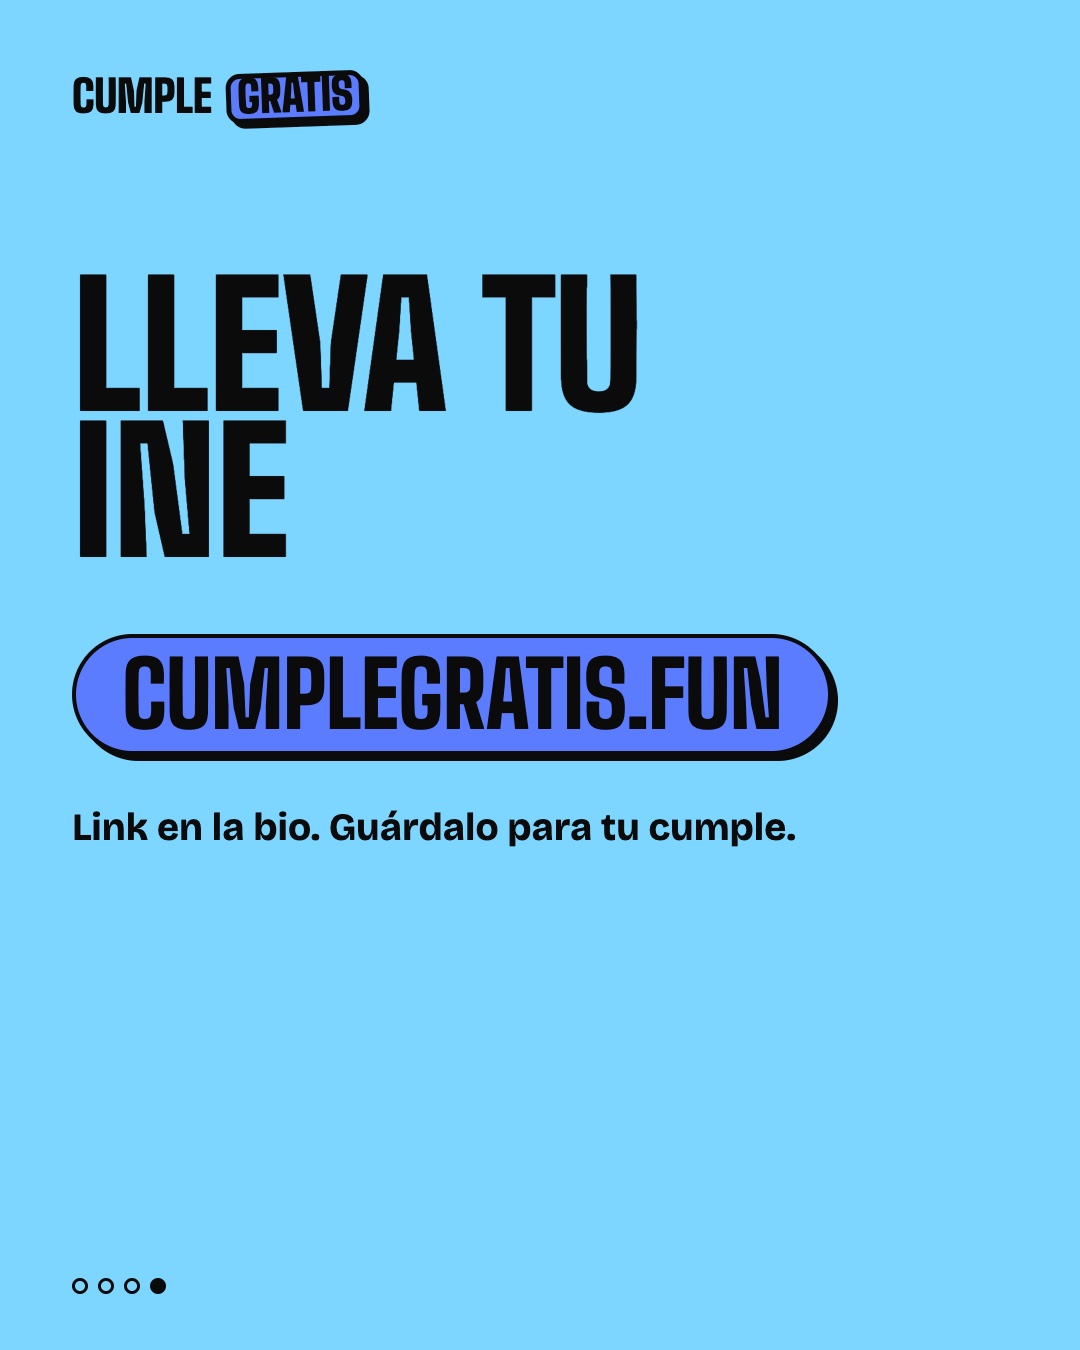 CUMPLE GRATIS
LLEVA TU
INE
CUMPLEGRATIS.FUN
Link en la bio. Guárdalo para tu cumple.